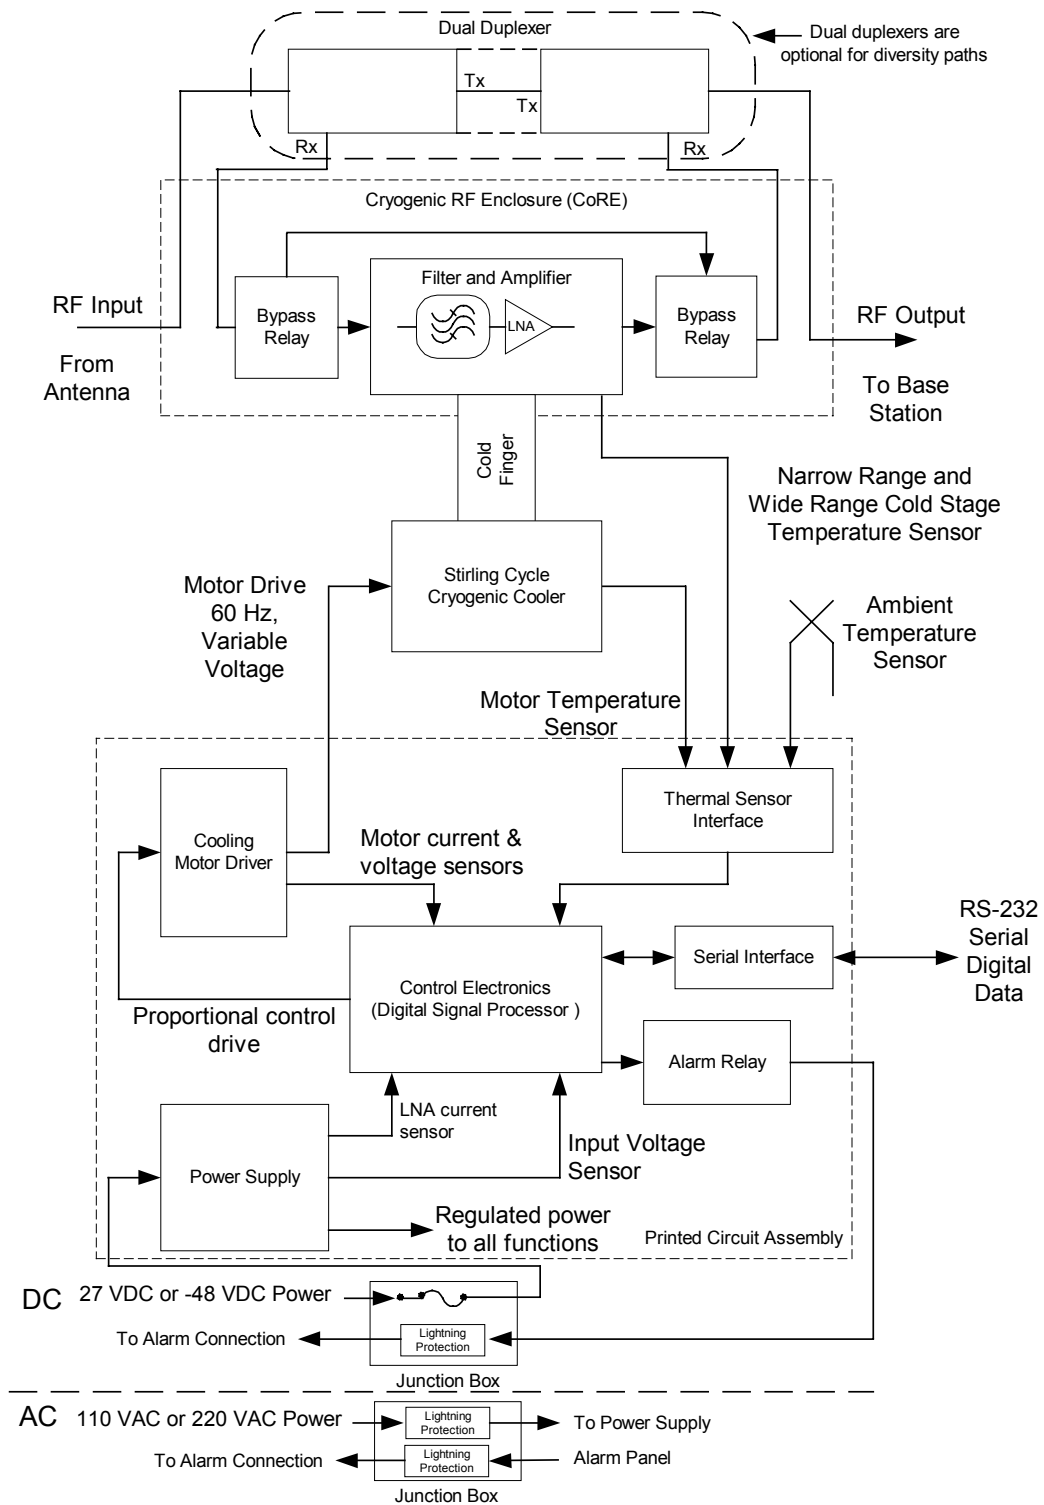 Dual Duplexer
Dual duplexers are
optional for diversity paths
Tx
Tx
Rx
Rx
Cryogenic RF Enclosure (CoRE)
Filter and Amplifier
LNA
Bypass
Relay
Bypass
Relay
RF Input
From
Antenna
RF Output
To Base
Station
Cold
Finger
Narrow Range and
Wide Range Cold Stage
Temperature Sensor
Stirling Cycle
Cryogenic Cooler
Motor Drive
60 Hz,
Variable
Voltage
Ambient
Temperature
Sensor
Motor Temperature
Sensor
Thermal Sensor
Interface
Cooling
Motor Driver
Motor current &
voltage sensors
RS-232
Serial
Digital
Data
Serial Interface
Control Electronics
(Digital Signal Processor )
Proportional control
drive
Alarm Relay
LNA current
sensor
Input Voltage
Sensor
Power Supply
Regulated power
to all functions
Printed Circuit Assembly
DC
27 VDC or -48 VDC Power
To Alarm Connection
Lightning
Protection
Junction Box
AC
110 VAC or 220 VAC Power
Lightning
Protection
To Power Supply
To Alarm Connection
Lightning
Protection
Alarm Panel
Junction Box